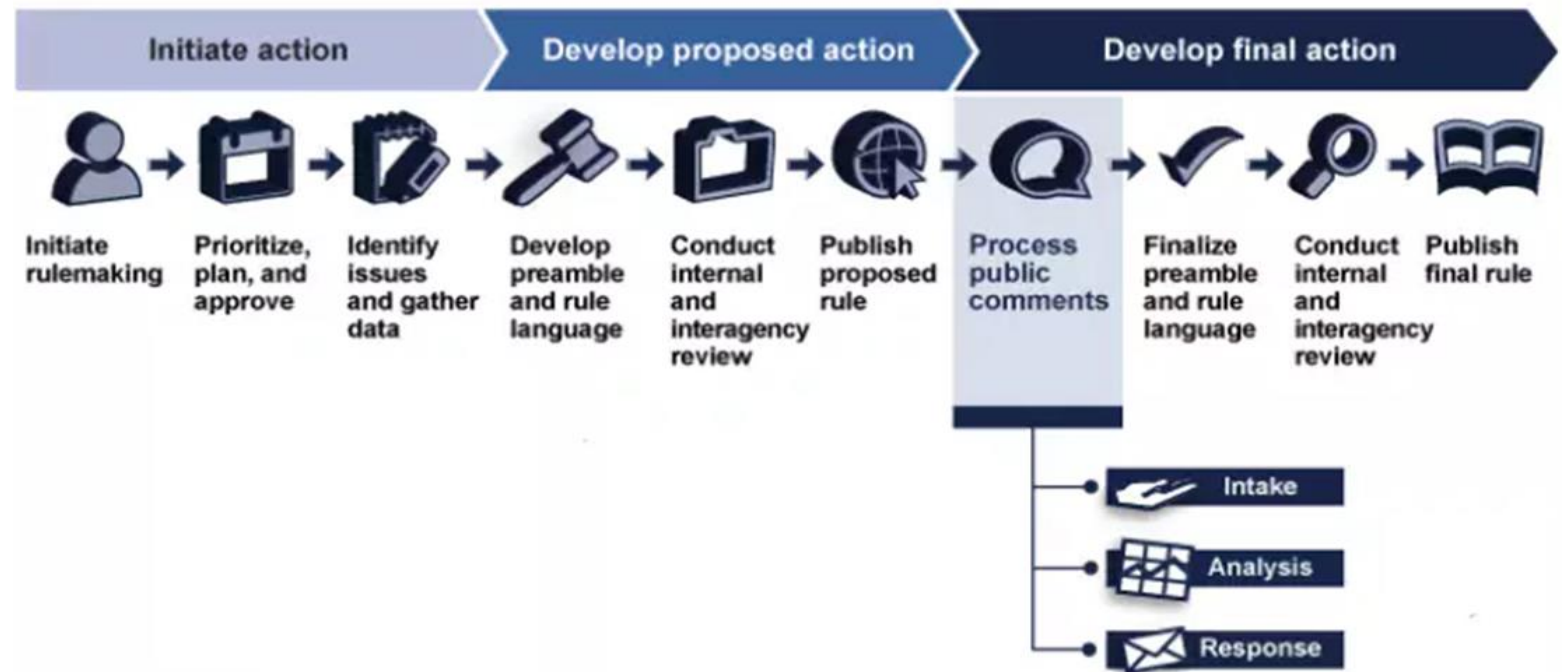 Initiate action
Develop proposed action
Develop final action
Initiate
rulemaking
Prioritize,
plan, and
approve
Identify
issues
and gather
data
Develop
preamble
and rule
language
Conduct
internal
and
interagency
review
Publish
proposed
rule
Process
public
comments
Finalize
preamble
and rule
language
Conduct
internal
and
interagency
review
Publish
final rule
Intake
Analysis
Response